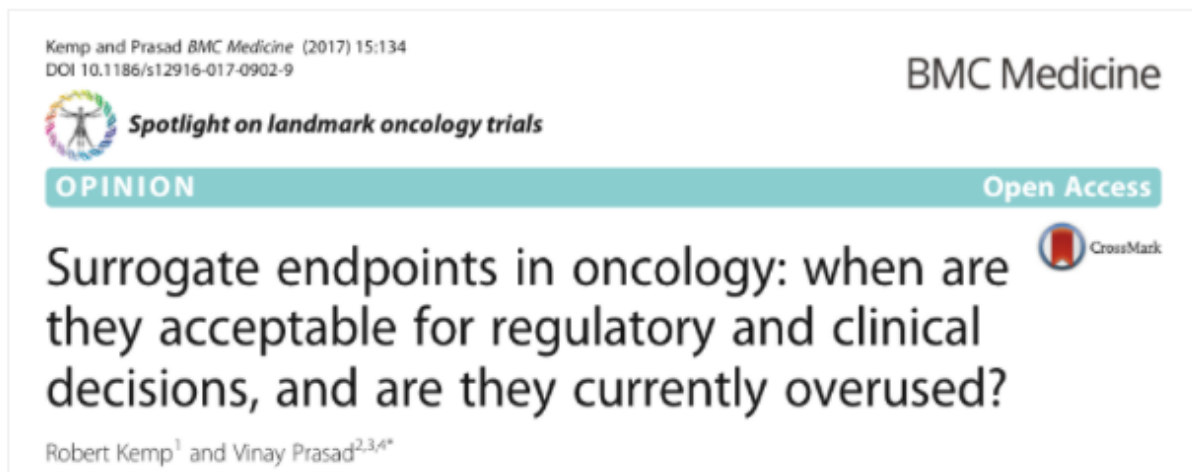 Kemp and Prasad BMC Medicine (2017) 15:134
DOI 10.1186/s12916-017-0902-9
BMC Medicine
Spotlight on landmark oncology trials
OPINION
Open Access
CrossMark
Surrogate endpoints in oncology: when are
they acceptable for regulatory and clinical
decisions, and are they currently overused?
Robert Kemp1 and Vinay Prasad2,3,4*